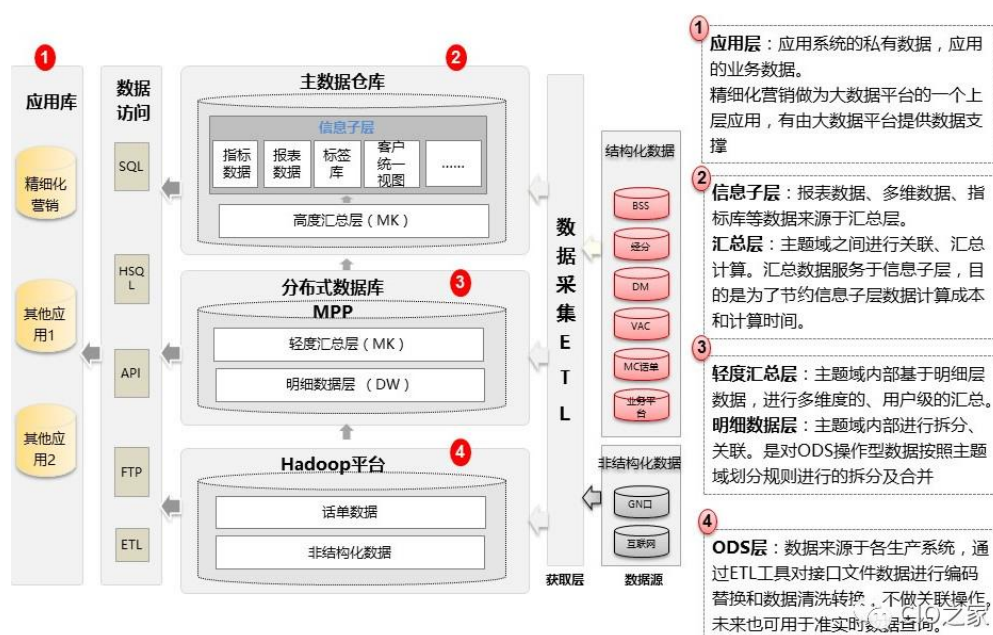 1
应用库
精细化
营销
其他应
用1
其他应
用2
数据
访问
SQL
HSQ
L
API
FTP
ETL
2
主数据仓库
信息子层
指标
数据
报表
数据
标签
库
客户
统一
视图
……
高度汇总层（MK）
3
分布式数据库
MPP
轻度汇总层（MK）
明细数据层 （DW）
4
Hadoop平台
话单数据
非结构化数据
数
据
采
集
E
T
L
获取层
结构化数据
BSS
经分
DM
VAC
MC话单
业务平
台
非结构化数据
GN口
互联网
数据源
1
应用层：应用系统的私有数据，应用
的业务数据。
精细化营销做为大数据平台的一个上
层应用，有由大数据平台提供数据支
撑
2
信息子层：报表数据、多维数据、指
标库等数据来源于汇总层。
汇总层：主题域之间进行关联、汇总
计算。汇总数据服务于信息子层，目
的是为了节约信息子层数据计算成本
和计算时间。
3
轻度汇总层：主题域内部基于明细层
数据，进行多维度的、用户级的汇总。
明细数据层：主题域内部进行拆分、
关联。是对ODS操作型数据按照主题
域划分规则进行的拆分及合并
4
ODS层：数据来源于各生产系统，通
过ETL工具对接口文件数据进行编码
替换和数据清洗转换，不做关联操作。
未来也可用于准实时数据查询。
CIO之家